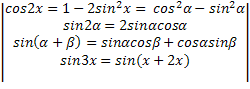 cos2x = 1 − 2sin²x = cos²α − sin²α
sin2α = 2sinαcosα
sin(α + β) = sinαcosβ + cosαsinβ
sin3x = sin(x + 2x)